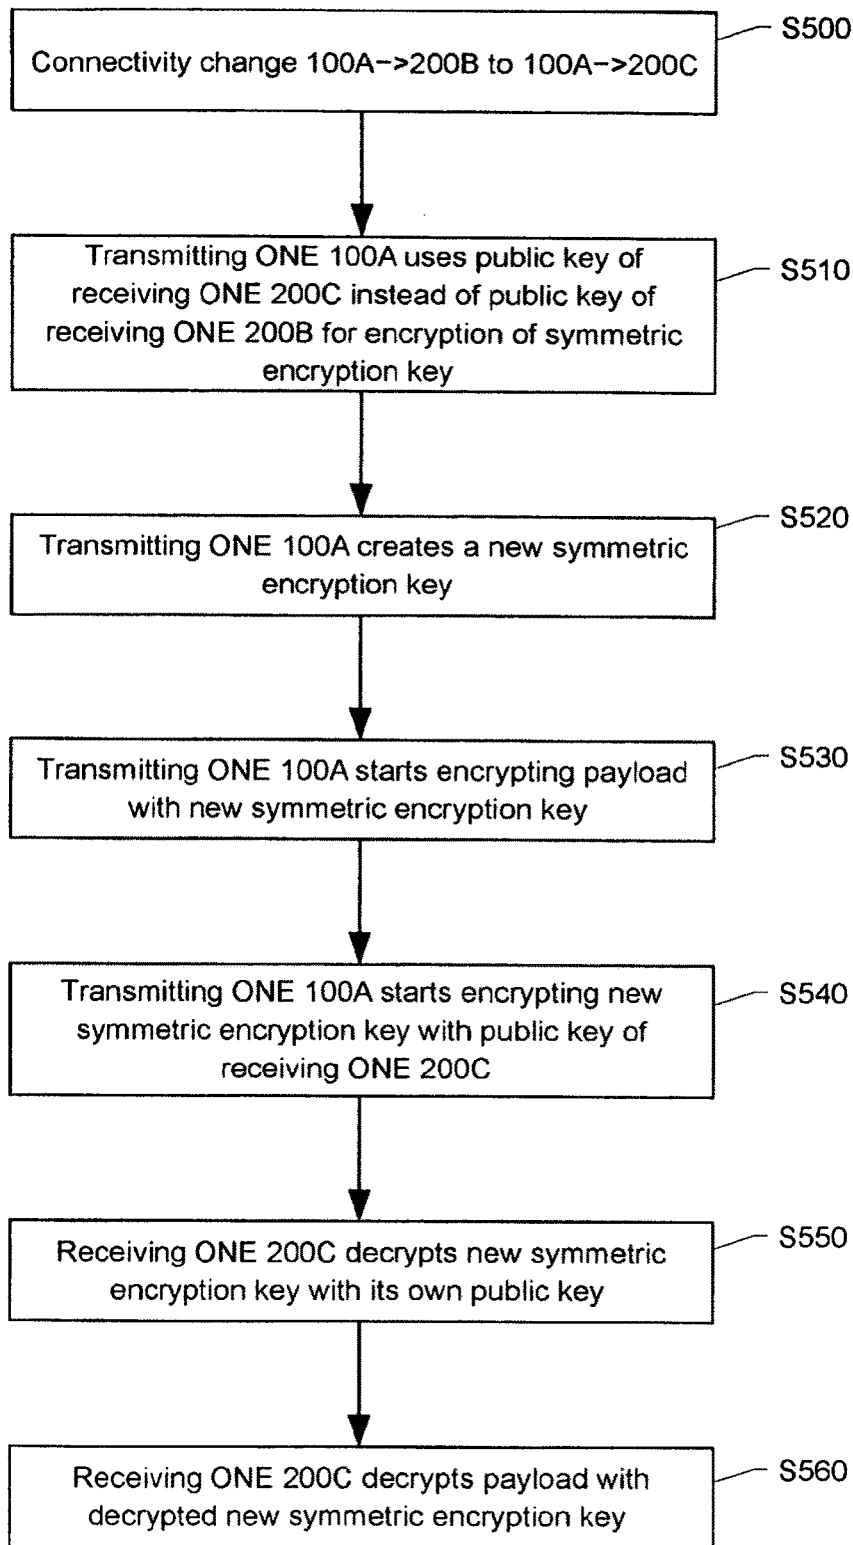 Connectivity change 100A->200B to 100A->200C
S500
Transmitting ONE 100A uses public key of
receiving ONE 200C instead of public key of
receiving ONE 200B for encryption of symmetric
encryption key
S510
Transmitting ONE 100A creates a new symmetric
encryption key
S520
Transmitting ONE 100A starts encrypting payload
with new symmetric encryption key
S530
Transmitting ONE 100A starts encrypting new
symmetric encryption key with public key of
receiving ONE 200C
S540
Receiving ONE 200C decrypts new symmetric
encryption key with its own public key
S550
Receiving ONE 200C decrypts payload with
decrypted new symmetric encryption key
S560